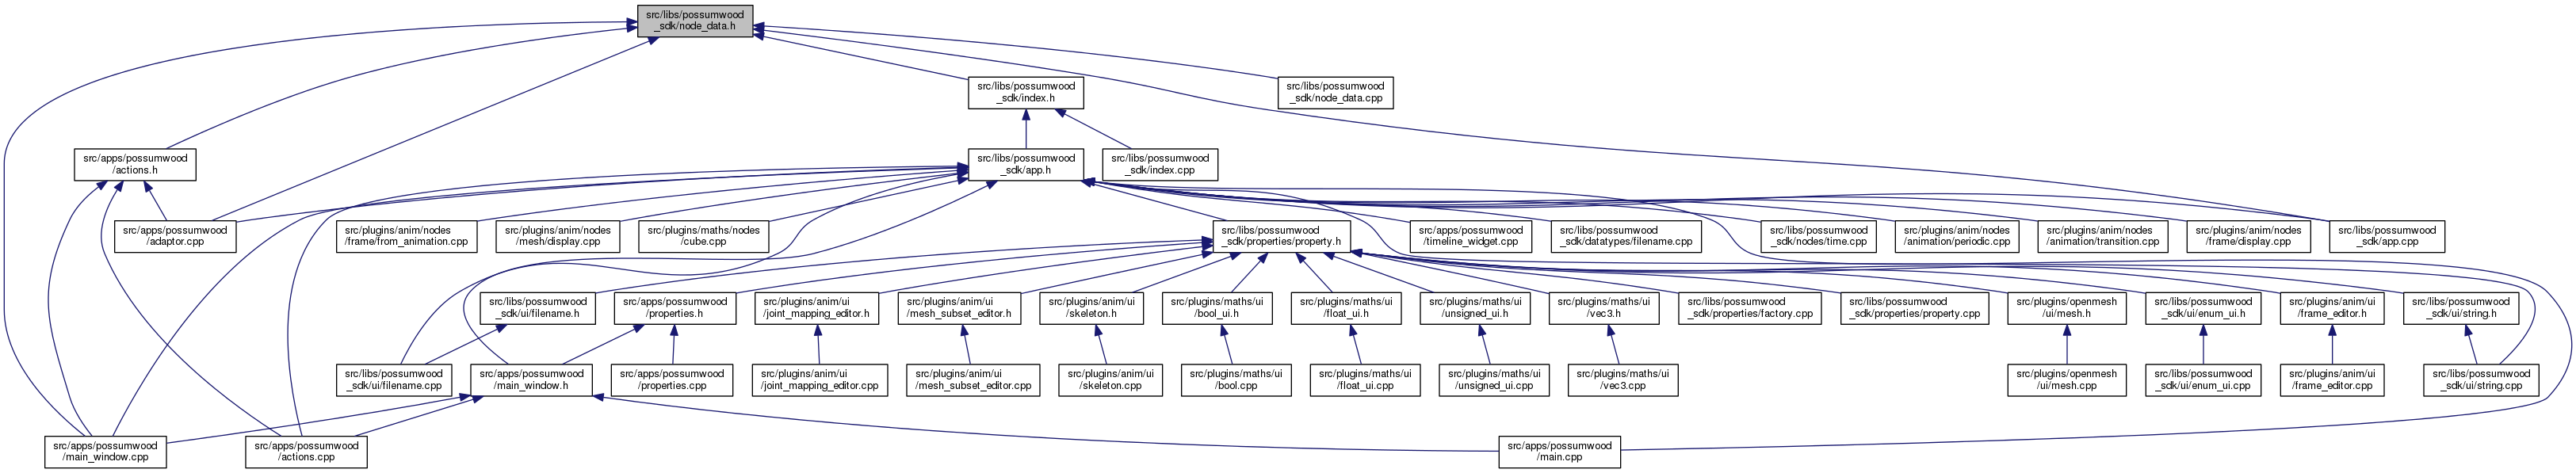 src/libs/possumwood
_sdk/node_data.h
src/libs/possumwood
_sdk/index.h
src/libs/possumwood
_sdk/node_data.cpp
src/apps/possumwood
/actions.h
src/libs/possumwood
_sdk/app.h
src/libs/possumwood
_sdk/index.cpp
src/apps/possumwood
/adaptor.cpp
src/plugins/anim/nodes
/frame/from_animation.cpp
src/plugins/anim/nodes
/mesh/display.cpp
src/plugins/maths/nodes
/cube.cpp
src/libs/possumwood
_sdk/properties/property.h
src/apps/possumwood
/timeline_widget.cpp
src/libs/possumwood
_sdk/datatypes/filename.cpp
src/libs/possumwood
_sdk/nodes/time.cpp
src/plugins/anim/nodes
/animation/periodic.cpp
src/plugins/anim/nodes
/animation/transition.cpp
src/plugins/anim/nodes
/frame/display.cpp
src/libs/possumwood
_sdk/app.cpp
src/libs/possumwood
_sdk/ui/filename.h
src/apps/possumwood
/properties.h
src/plugins/anim/ui
/joint_mapping_editor.h
src/plugins/anim/ui
/mesh_subset_editor.h
src/plugins/anim/ui
/skeleton.h
src/plugins/maths/ui
/bool_ui.h
src/plugins/maths/ui
/float_ui.h
src/plugins/maths/ui
/unsigned_ui.h
src/plugins/maths/ui
/vec3.h
src/libs/possumwood
_sdk/properties/factory.cpp
src/libs/possumwood
_sdk/properties/property.cpp
src/plugins/openmesh
/ui/mesh.h
src/libs/possumwood
_sdk/ui/enum_ui.h
src/plugins/anim/ui
/frame_editor.h
src/libs/possumwood
_sdk/ui/string.h
src/libs/possumwood
_sdk/ui/filename.cpp
src/apps/possumwood
/main_window.h
src/apps/possumwood
/properties.cpp
src/plugins/anim/ui
/joint_mapping_editor.cpp
src/plugins/anim/ui
/mesh_subset_editor.cpp
src/plugins/anim/ui
/skeleton.cpp
src/plugins/maths/ui
/bool.cpp
src/plugins/maths/ui
/float_ui.cpp
src/plugins/maths/ui
/unsigned_ui.cpp
src/plugins/maths/ui
/vec3.cpp
src/plugins/openmesh
/ui/mesh.cpp
src/libs/possumwood
_sdk/ui/enum_ui.cpp
src/plugins/anim/ui
/frame_editor.cpp
src/libs/possumwood
_sdk/ui/string.cpp
src/apps/possumwood
/main_window.cpp
src/apps/possumwood
/actions.cpp
src/apps/possumwood
/main.cpp